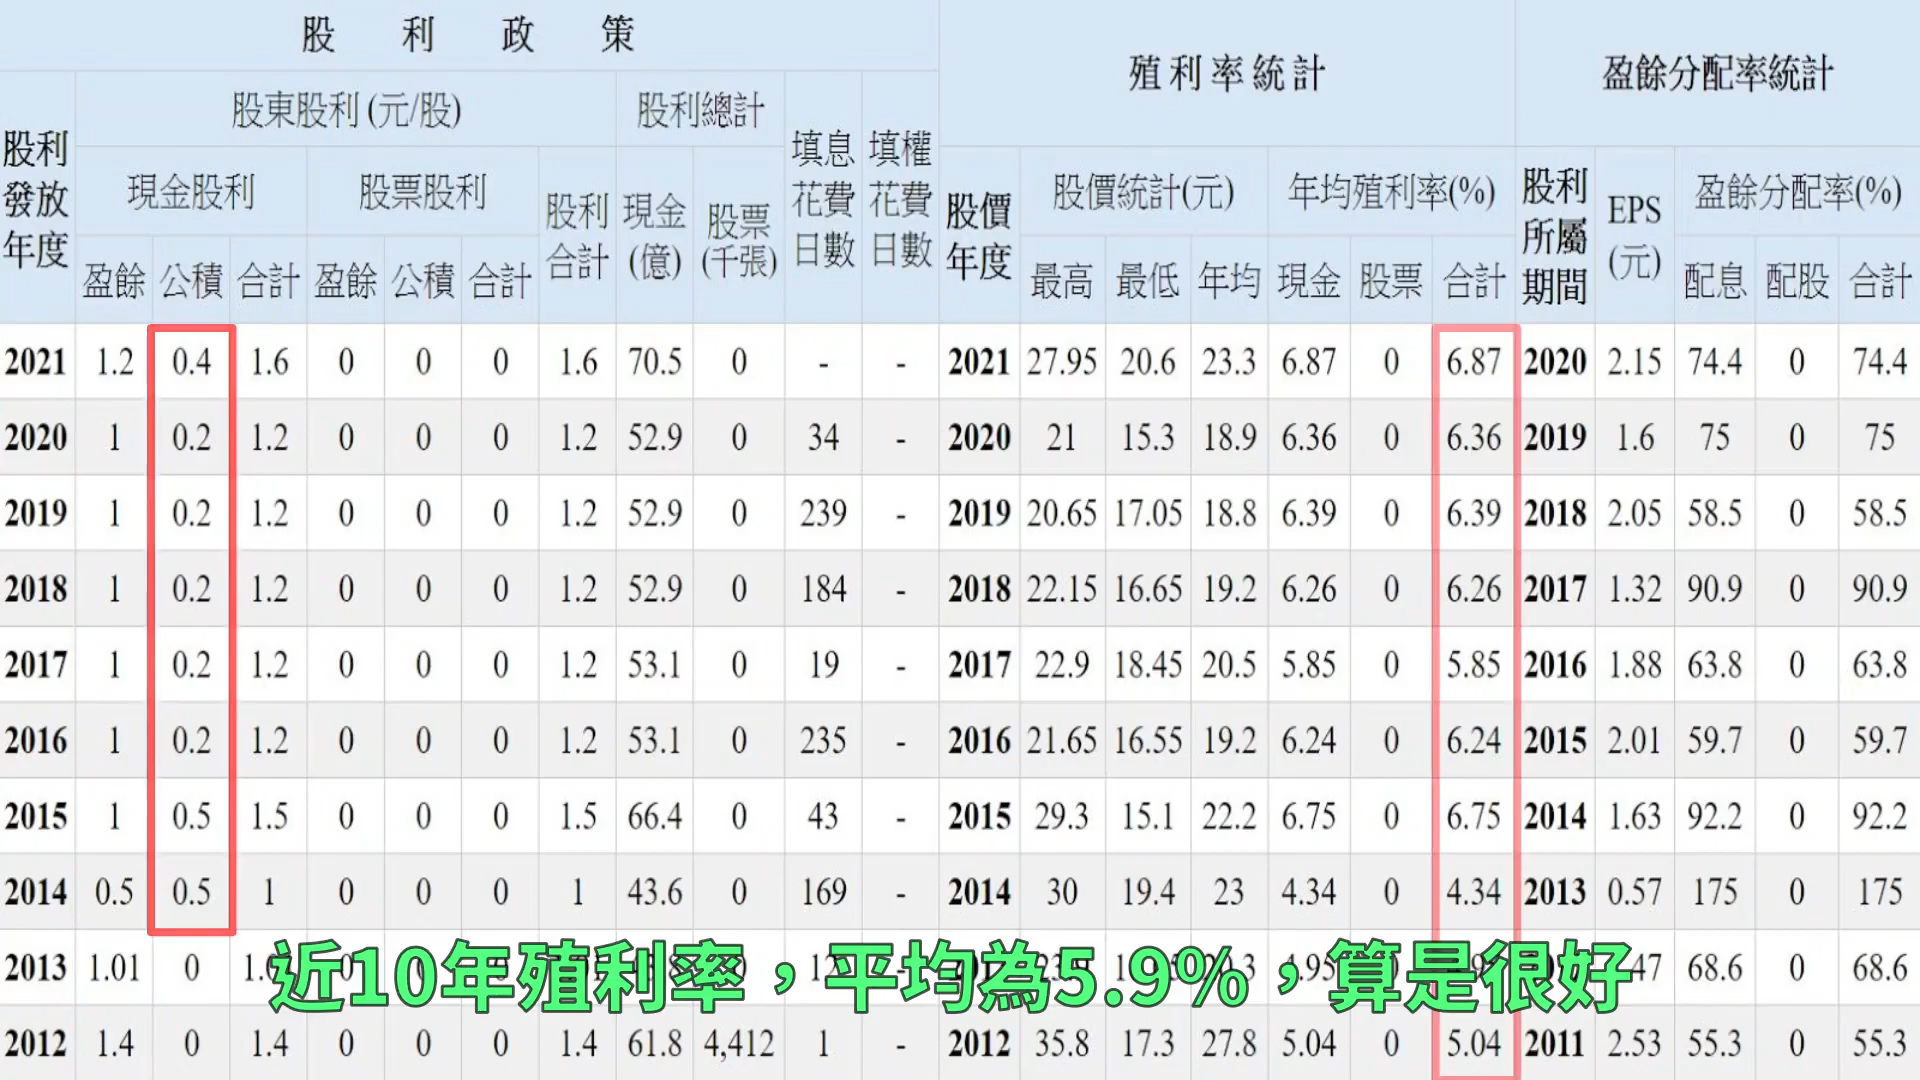 股利政策 殖利率統計 盈餘分配率統計
股利發放年度 股東股利 (元/股) 股利總計 填息花費日數 填權花費日數 股價年度 股價統計(元) 年均殖利率(%) 股利所屬期間 EPS(元) 盈餘分配率(%)
現金股利 股票股利 股利合計 現金(億) 股票(千張) 最高 最低 年均 現金 股票 合計 配息 配股 合計
盈餘 公積 合計 盈餘 公積 合計
2021 1.2 0.4 1.6 0 0 0 1.6 70.5 0 - - 2021 27.95 20.6 23.3 6.87 0 6.87 2020 2.15 74.4 0 74.4
2020 1 0.2 1.2 0 0 0 1.2 52.9 0 34 - 2020 21 15.3 18.9 6.36 0 6.36 2019 1.6 75 0 75
2019 1 0.2 1.2 0 0 0 1.2 52.9 0 239 - 2019 20.65 17.05 18.8 6.39 0 6.39 2018 2.05 58.5 0 58.5
2018 1 0.2 1.2 0 0 0 1.2 52.9 0 184 - 2018 22.15 16.65 19.2 6.26 0 6.26 2017 1.32 90.9 0 90.9
2017 1 0.2 1.2 0 0 0 1.2 53.1 0 19 - 2017 22.9 18.45 20.5 5.85 0 5.85 2016 1.88 63.8 0 63.8
2016 1 0.2 1.2 0 0 0 1.2 53.1 0 235 - 2016 21.65 16.55 19.2 6.24 0 6.24 2015 2.01 59.7 0 59.7
2015 1 0.5 1.5 0 0 0 1.5 66.4 0 43 - 2015 29.3 15.1 22.2 6.75 0 6.75 2014 1.63 92.2 0 92.2
2014 0.5 0.5 1 0 0 0 1 43.6 0 169 - 2014 30 19.4 23 4.34 0 4.34 2013 0.57 175 0 175
2013 1.01 0 68.6 0 68.6
近10年殖利率，平均為5.9%，算是很好
2012 1.4 0 1.4 0 0 0 1.4 61.8 4,412 1 - 2012 35.8 17.3 27.8 5.04 0 5.04 2011 2.53 55.3 0 55.3